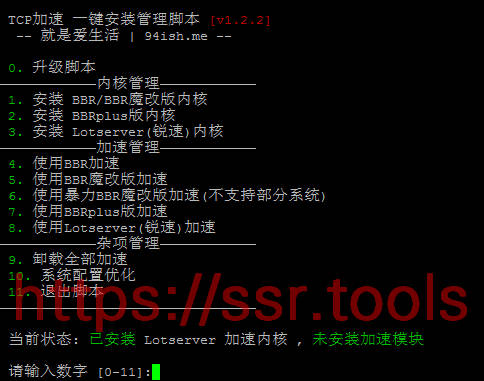 TCP加速 一键安装管理脚本 [v1.2.2]
-- 就是爱生活 | 94ish.me --
0. 升级脚本
内核管理
1. 安装 BBR/BBR魔改版内核
2. 安装 BBRplus版内核
3. 安装 Lotserver(锐速)内核
加速管理
4. 使用BBR加速
5. 使用BBR魔改版加速
6. 使用暴力BBR魔改版加速(不支持部分系统)
7. 使用BBRplus版加速
8. 使用Lotserver(锐速)加速
杂项管理
9. 卸载全部加速
10. 系统配置优化
11. 退出脚本
https://ssr.tools
当前状态: 已安装 Lotserver 加速内核 , 未安装加速模块
请输入数字 [0-11]: